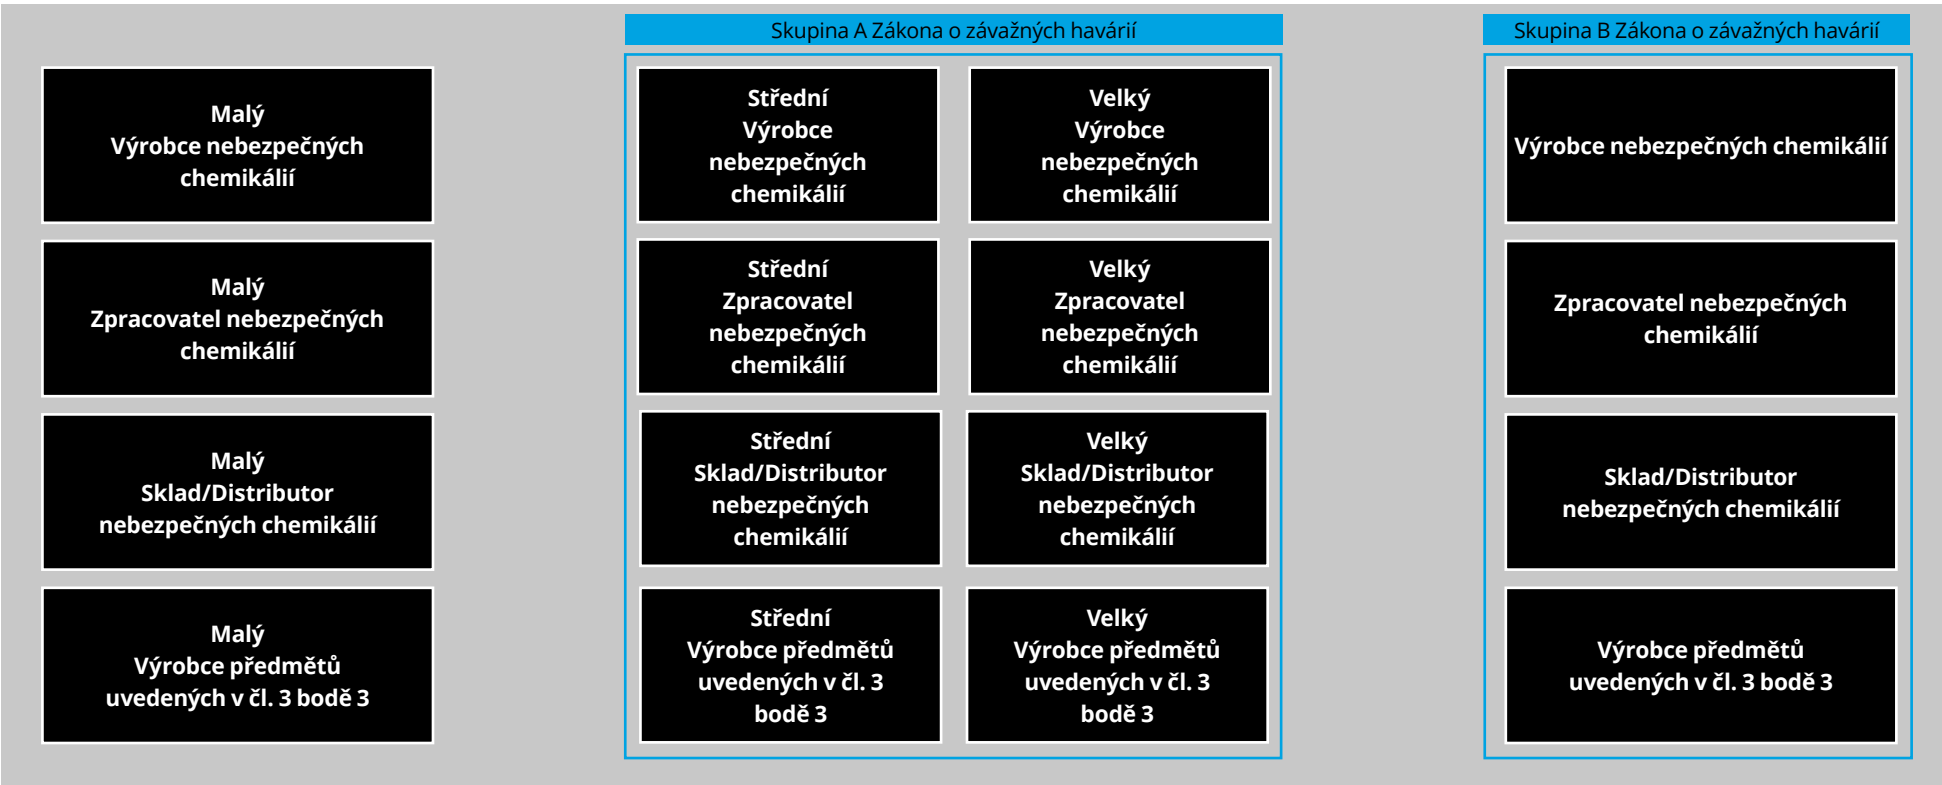 Skupina A Zákona o závažných havárií
Skupina B Zákona o závažných havárií
Malý
Výrobce nebezpečných
chemikálií
Střední
Výrobce
nebezpečných
chemikálií
Velký
Výrobce
nebezpečných
chemikálií
Výrobce nebezpečných chemikálií
Malý
Zpracovatel nebezpečných
chemikálií
Střední
Zpracovatel
nebezpečných
chemikálií
Velký
Zpracovatel
nebezpečných
chemikálií
Zpracovatel nebezpečných
chemikálií
Malý
Sklad/Distributor
nebezpečných chemikálií
Střední
Sklad/Distributor
nebezpečných
chemikálií
Velký
Sklad/Distributor
nebezpečných
chemikálií
Sklad/Distributor
nebezpečných chemikálií
Malý
Výrobce předmětů
uvedených v čl. 3 bodě 3
Střední
Výrobce předmětů
uvedených v čl. 3
bodě 3
Velký
Výrobce předmětů
uvedených v čl. 3
bodě 3
Výrobce předmětů
uvedených v čl. 3 bodě 3